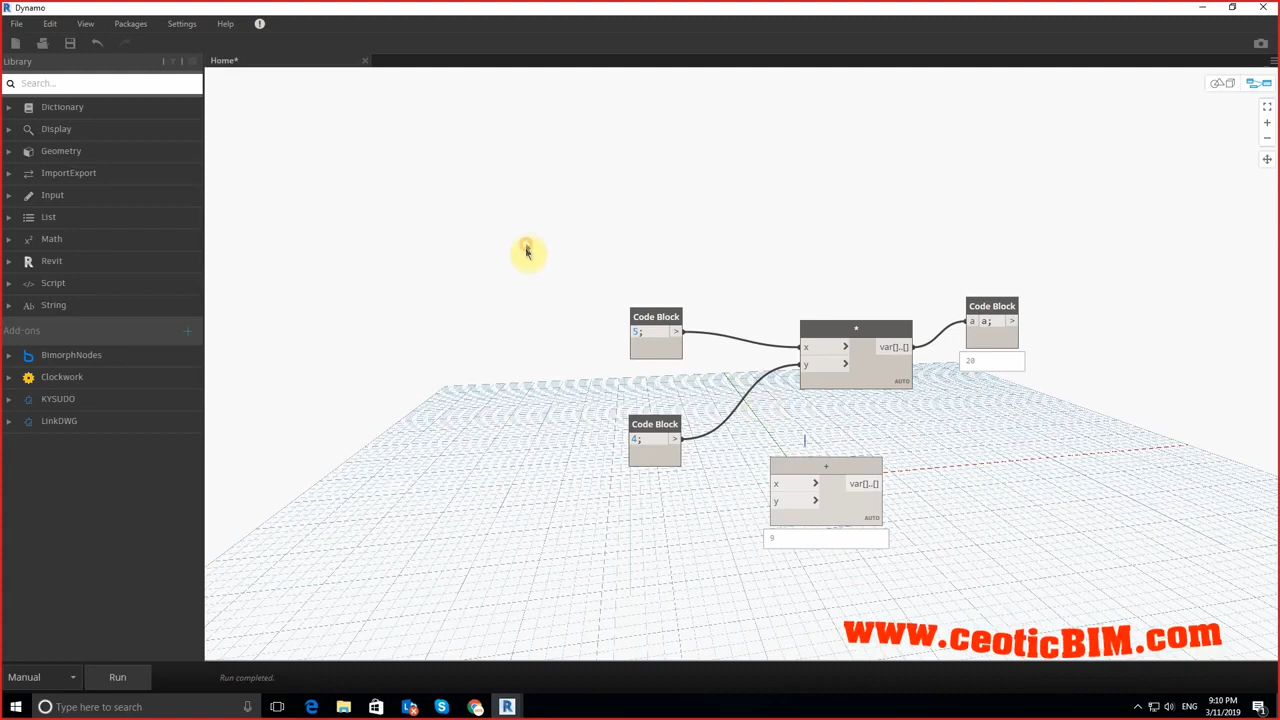 Dynamo
File Edit View Packages Settings Help
Library
Home*
Search...
Dictionary
Display
Geometry
ImportExport
Input
List
Math
Revit
Script
String
Add-ons
BimorphNodes
Clockwork
KYSUDO
LinkDWG
Code Block
5; >
Code Block
4; >
*
x > var[]..[]
y >
AUTO
Code Block
a a; >
20
+
x > var[]..[]
y >
AUTO
9
www.ceoticBIM.com
Manual Run Run completed.
Type here to search
ENG
9:10 PM
3/11/2019